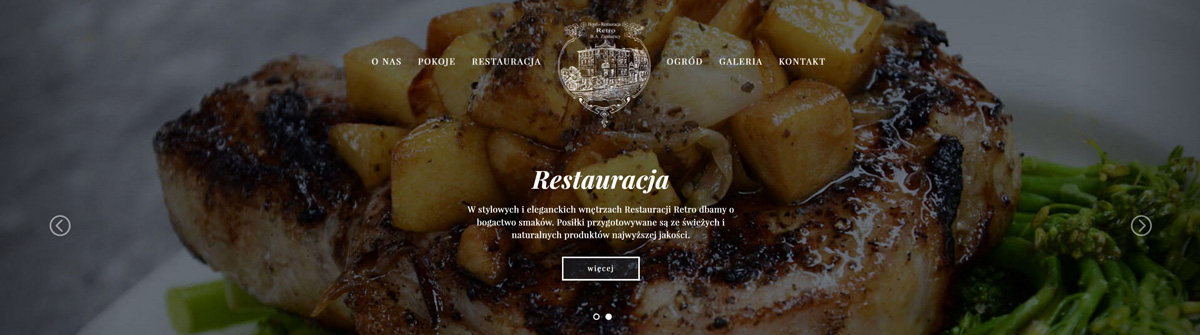 Hotel • Restauracja
Retro
O NAS
POKOJE
RESTAURACJA
OGRÓD
GALERIA
KONTAKT
Restauracja
W stylowych i eleganckich wnętrzach Restauracji Retro dbamy o
bogactwo smaków. Posiłki przygotowywane są ze świeżych i
naturalnych produktów najwyższej jakości.
więcej